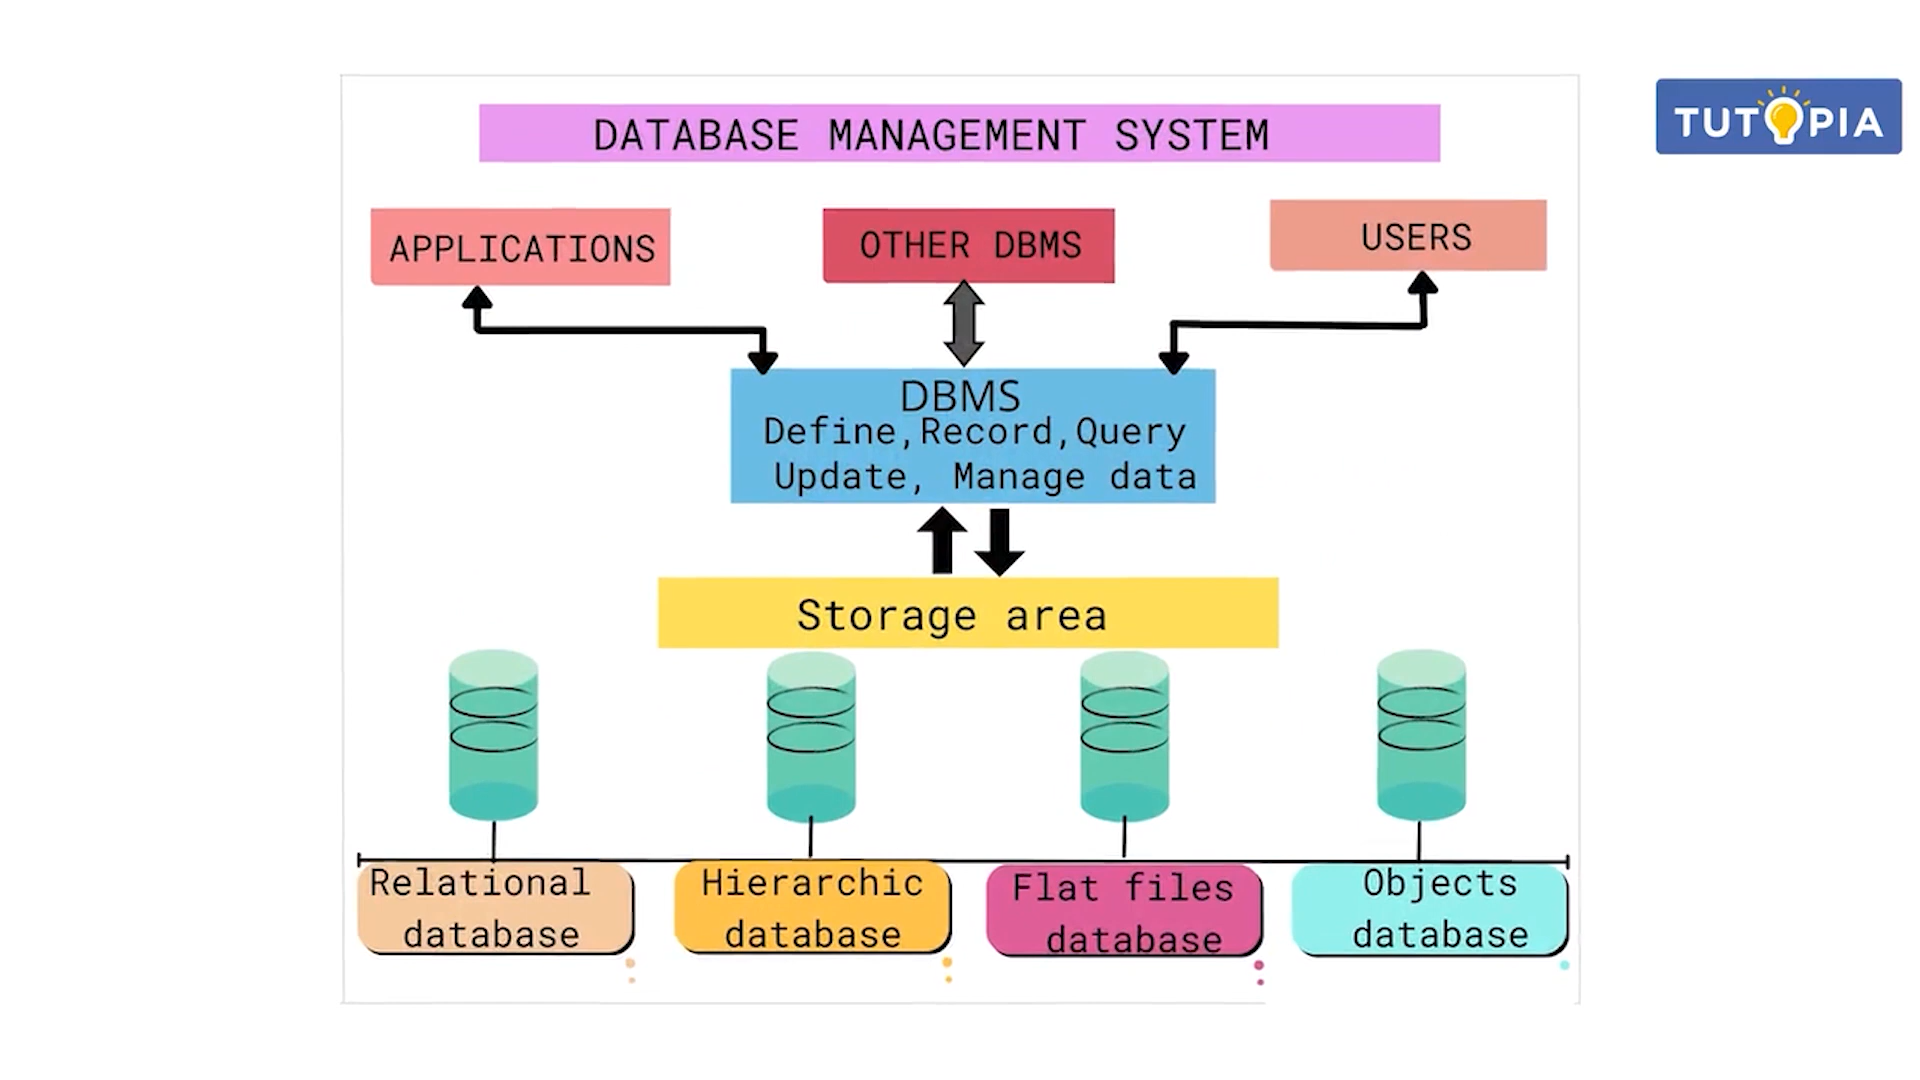 TUTOPIA
DATABASE MANAGEMENT SYSTEM
APPLICATIONS
OTHER DBMS
USERS
DBMS
Define,Record,Query
Update, Manage data
Storage area
Relational
database
Hierarchic
database
Flat files
database
Objects
database